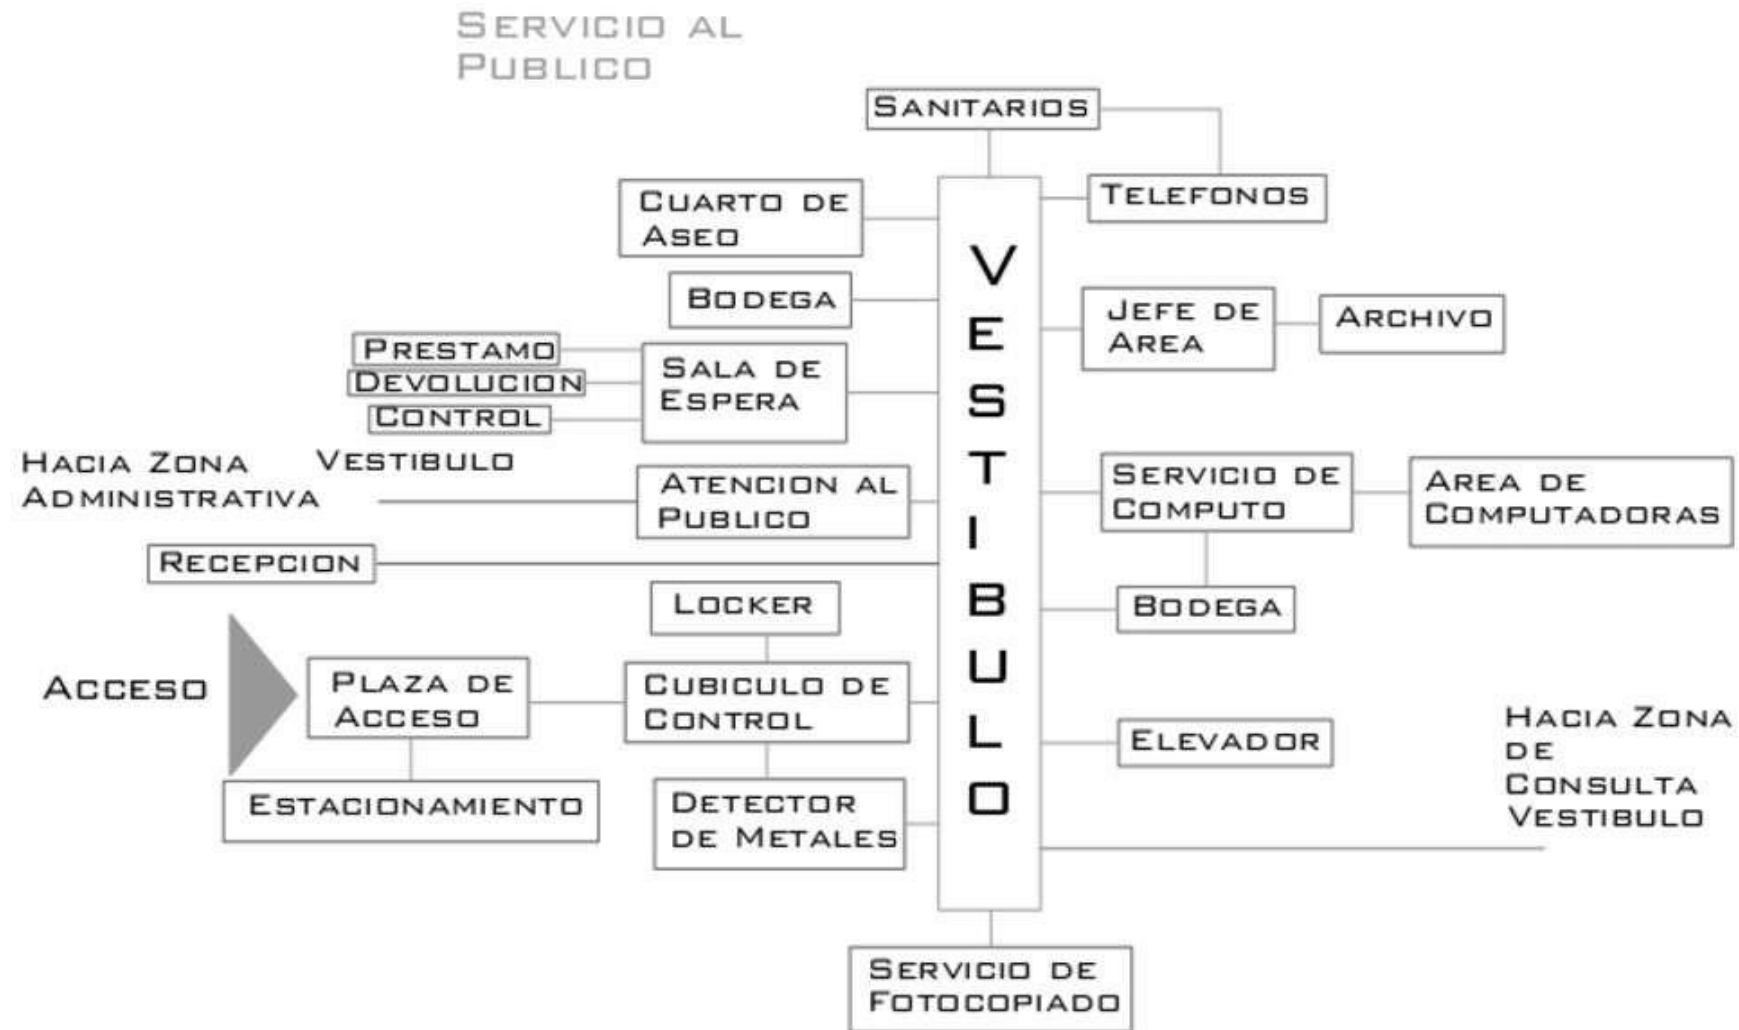 SERVICIO AL
PUBLICO
SANITARIOS
TELEFONOS
CUARTO DE
ASEO
BODEGA
JEFE DE
AREA
ARCHIVO
PRESTAMO
DEVOLUCION
CONTROL
SALA DE
ESPERA
VESTIBULO
HACIA ZONA VESTIBULO
ADMINISTRATIVA
ATENCION AL
PUBLICO
SERVICIO DE
COMPUTO
AREA DE
COMPUTADORAS
RECEPCION
LOCKER
BODEGA
ACCESO
PLAZA DE
ACCESO
CUBICULO DE
CONTROL
ELEVADOR
HACIA ZONA
DE
CONSULTA
VESTIBULO
ESTACIONAMIENTO
DETECTOR
DE METALES
SERVICIO DE
FOTOCOPIADO